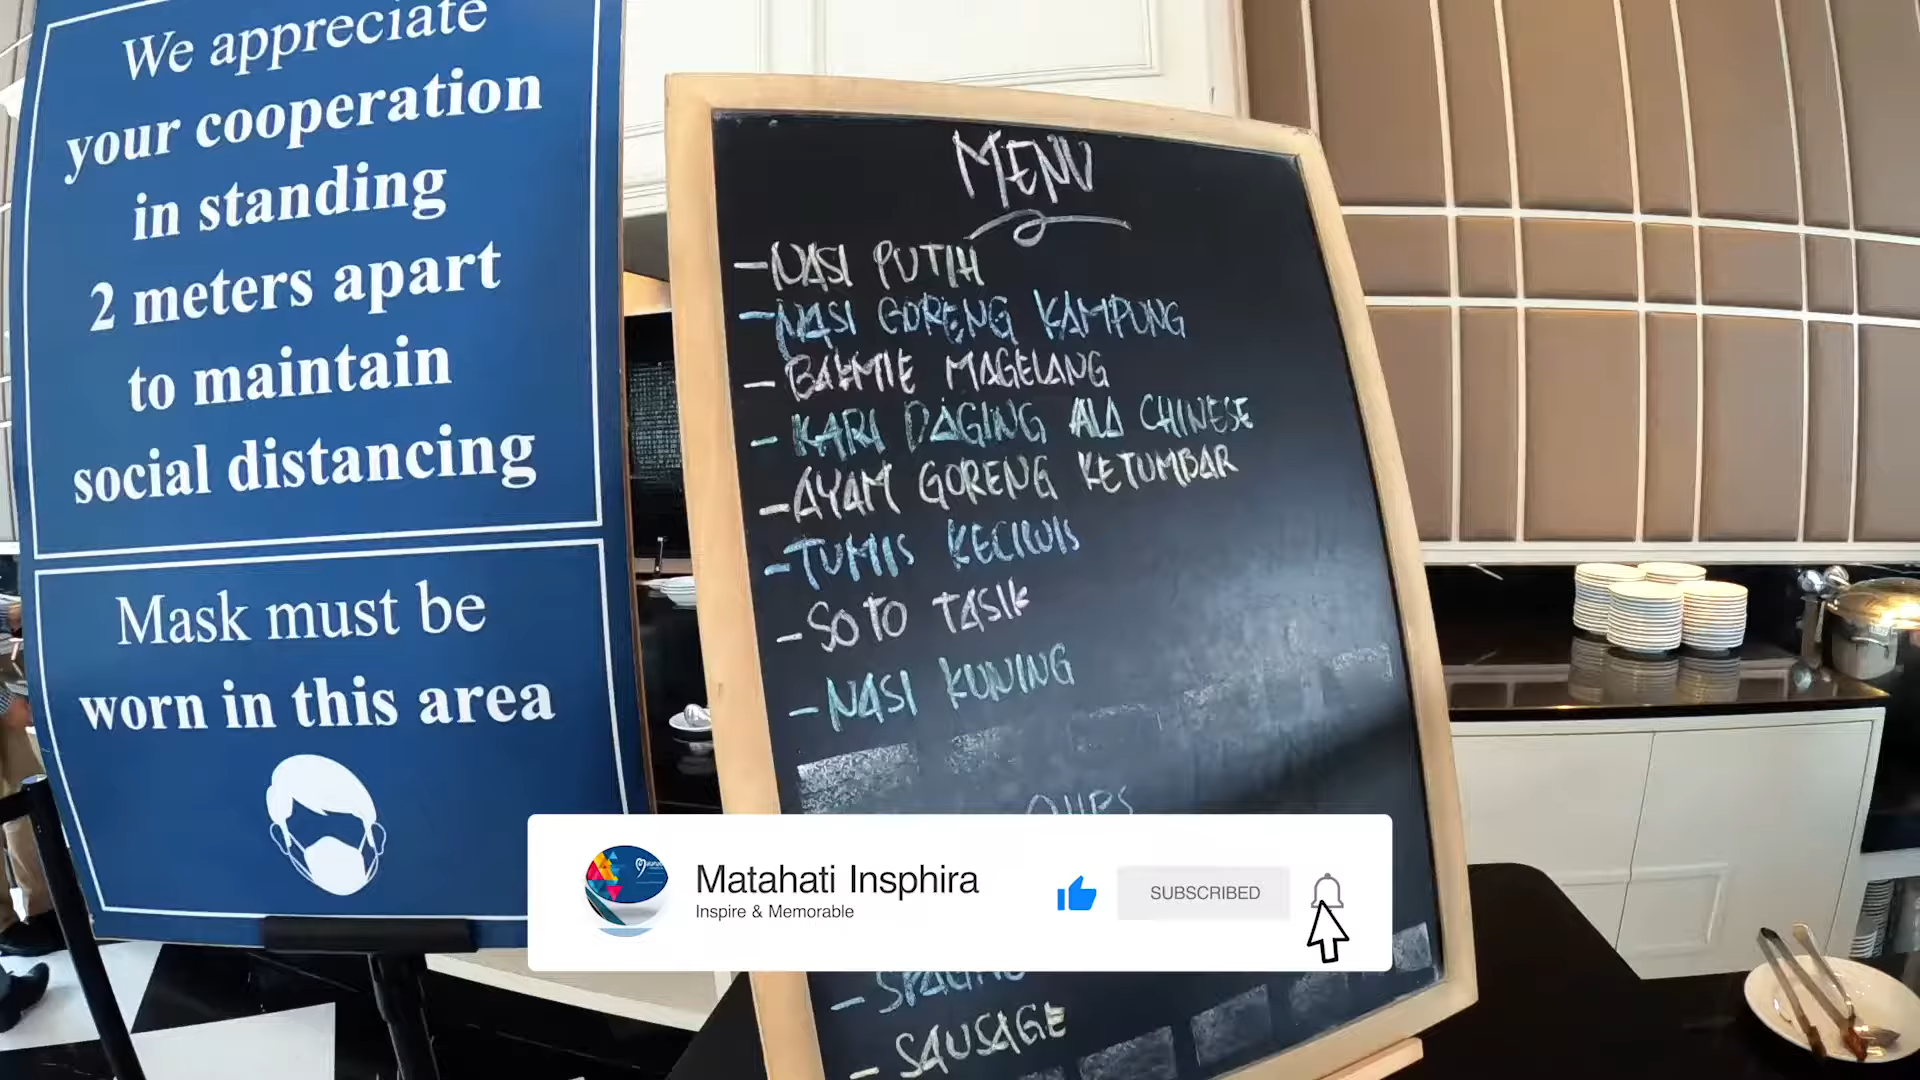 We appreciate
your cooperation
in standing
2 meters apart
to maintain
social distancing
Mask must be
worn in this area
MENU
- NASI PUTIH
- NASI GORENG KAMPUNG
- BAKMIE MAGELANG
- KARI DAGING ALA CHINESE
- AYAM GORENG KETUMBAR
- TUMIS KECIWIS
- SOTO TASIK
- NASI KUNING
- SAUSAGE
Matahati Insphira
Inspire & Memorable
SUBSCRIBED